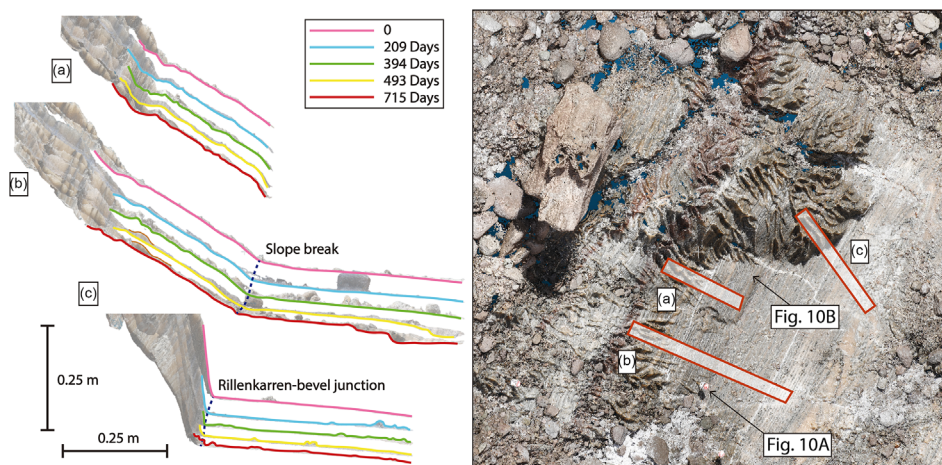 0
209 Days
394 Days
493 Days
715 Days
(a)
(b)
Slope break
(c)
Rillenkarren-bevel junction
0.25 m
0.25 m
(c)
(a)
Fig. 10B
(b)
Fig. 10A